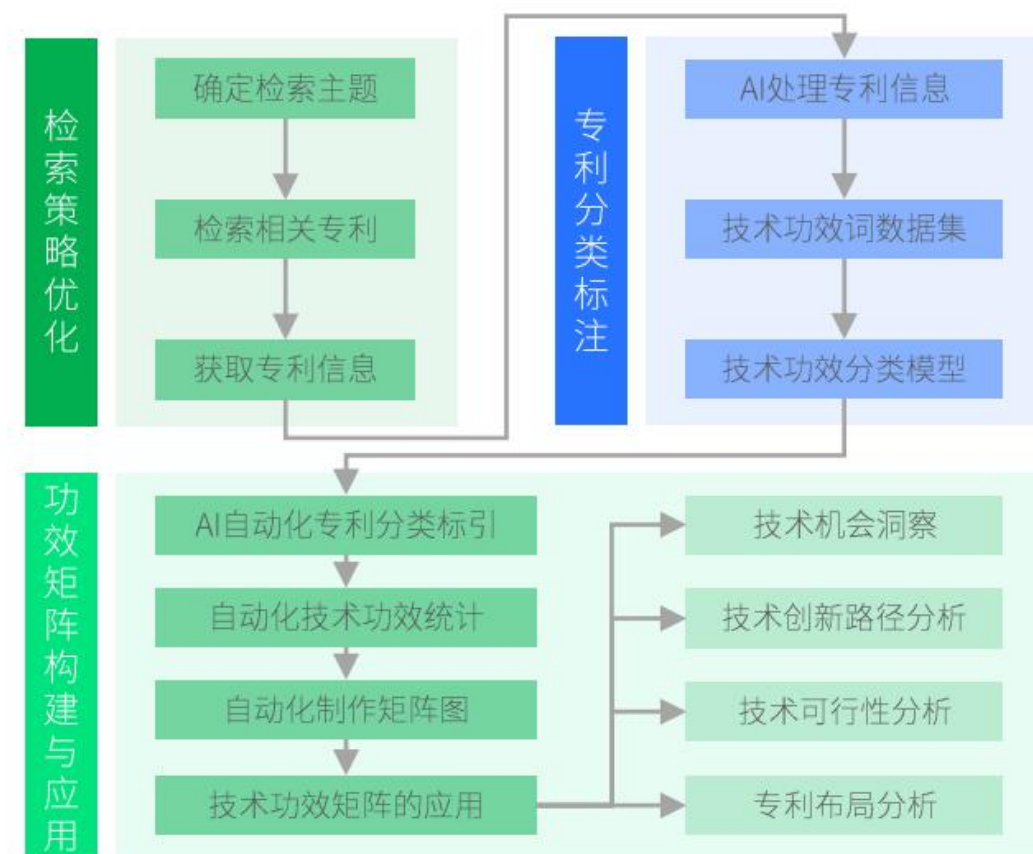 检索策略优化
确定检索主题
检索相关专利
获取专利信息
专利分类标注
AI处理专利信息
技术功效词数据集
技术功效分类模型
功效矩阵构建与应用
AI自动化专利分类标引
自动化技术功效统计
自动化制作矩阵图
技术功效矩阵的应用
技术机会洞察
技术创新路径分析
技术可行性分析
专利布局分析